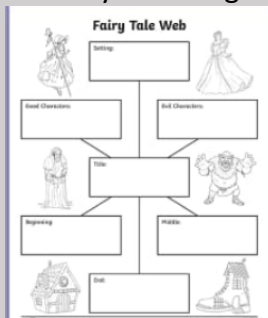 Fairy Tale Web
Setting:
Good Characters:
Evil Characters:
Title:
Beginning:
Middle:
End: